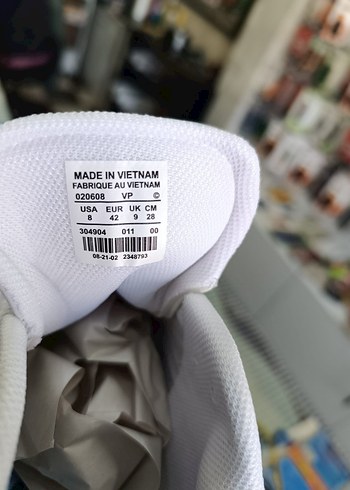 MADE IN VIETNAM
FABRIQUE AU VIETNAM
020608 VP ©
USA EUR UK CM
8 42 9 28
304904 011 00
08-21-02 2348793